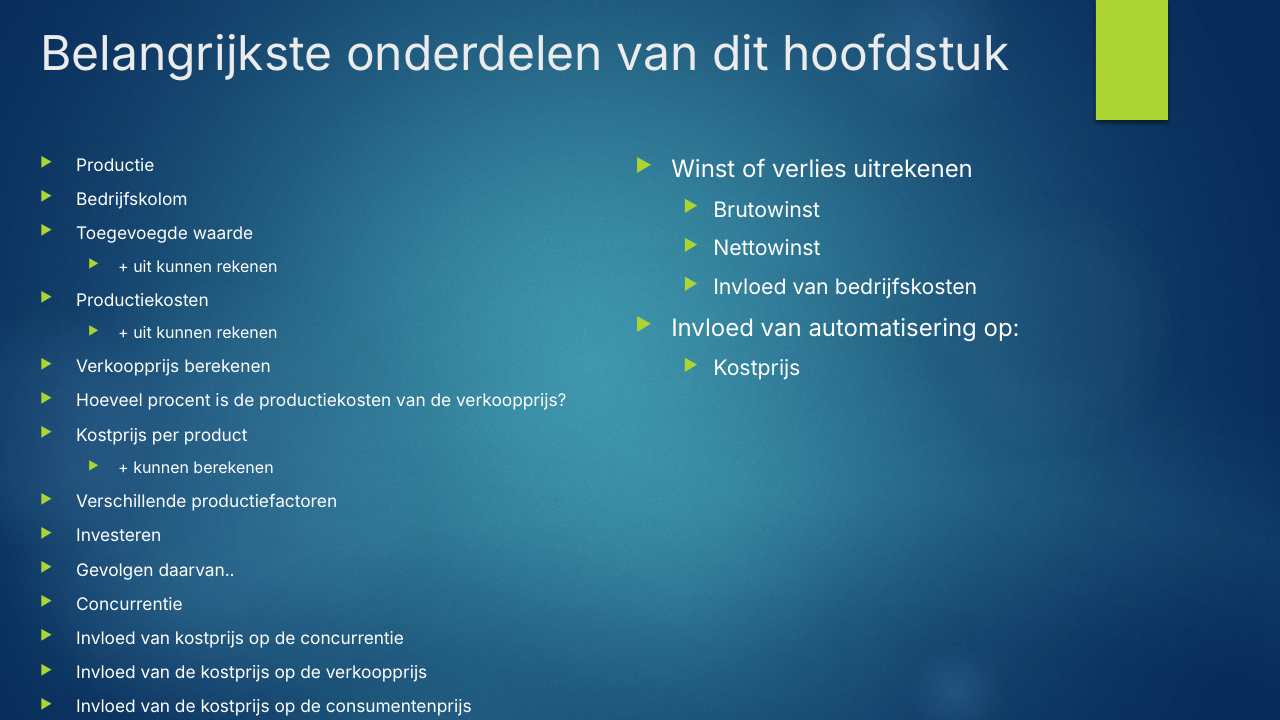 Belangrijkste onderdelen van dit hoofdstuk
Productie
Bedrijfskolom
Toegevoegde waarde
+ uit kunnen rekenen
Productiekosten
+ uit kunnen rekenen
Verkoopprijs berekenen
Hoeveel procent is de productiekosten van de verkoopprijs?
Kostprijs per product
+ kunnen berekenen
Verschillende productiefactoren
Investeren
Gevolgen daarvan..
Concurrentie
Invloed van kostprijs op de concurrentie
Invloed van de kostprijs op de verkoopprijs
Invloed van de kostprijs op de consumentenprijs
Winst of verlies uitrekenen
Brutowinst
Nettowinst
Invloed van bedrijfskosten
Invloed van automatisering op:
Kostprijs